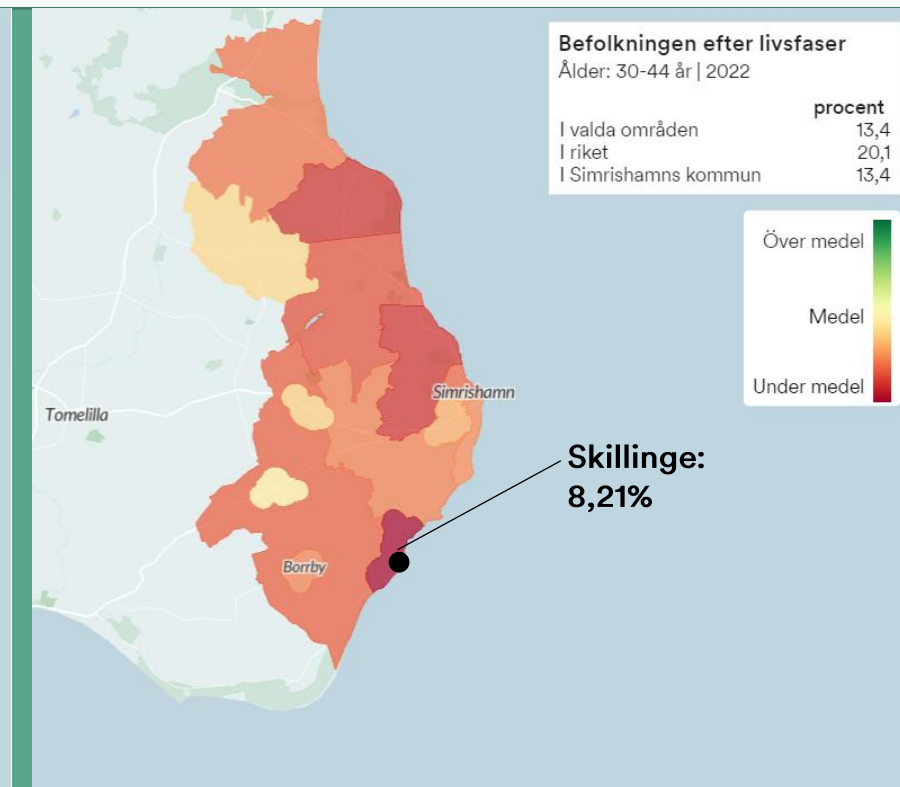 Befolkningen efter livsfaser
Ålder: 30-44 år | 2022
procent
I valda områden 13,4
I riket 20,1
I Simrishamns kommun 13,4
Över medel
Medel
Under medel
Simrishamn
Tomelilla
Skillinge:
8,21%
Borrby